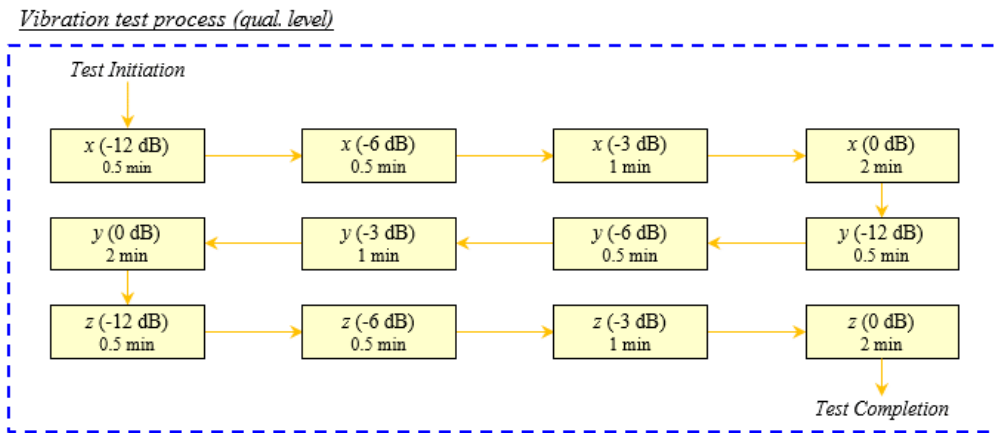 Vibration test process (qual. level)
Test Initiation
x (-12 dB)
0.5 min
x (-6 dB)
0.5 min
x (-3 dB)
1 min
x (0 dB)
2 min
y (-12 dB)
0.5 min
y (-6 dB)
0.5 min
y (-3 dB)
1 min
y (0 dB)
2 min
z (-12 dB)
0.5 min
z (-6 dB)
0.5 min
z (-3 dB)
1 min
z (0 dB)
2 min
Test Completion